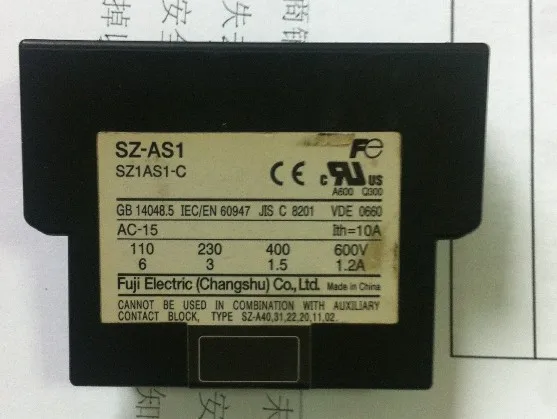 SZ-AS1
SZ1AS1-C
Fe
CE c RU US
A600 Q300
GB 14048.5 IEC/EN 60947 JIS C 8201 VDE 0660
AC-15 Ith=10A
110 230 400 600V
6 3 1.5 1.2A
Fuji Electric (Changshu) Co., Ltd. Made in China
CANNOT BE USED IN COMBINATION WITH AUXILIARY
CONTACT BLOCK, TYPE SZ-A40,31,22,20,11,02.